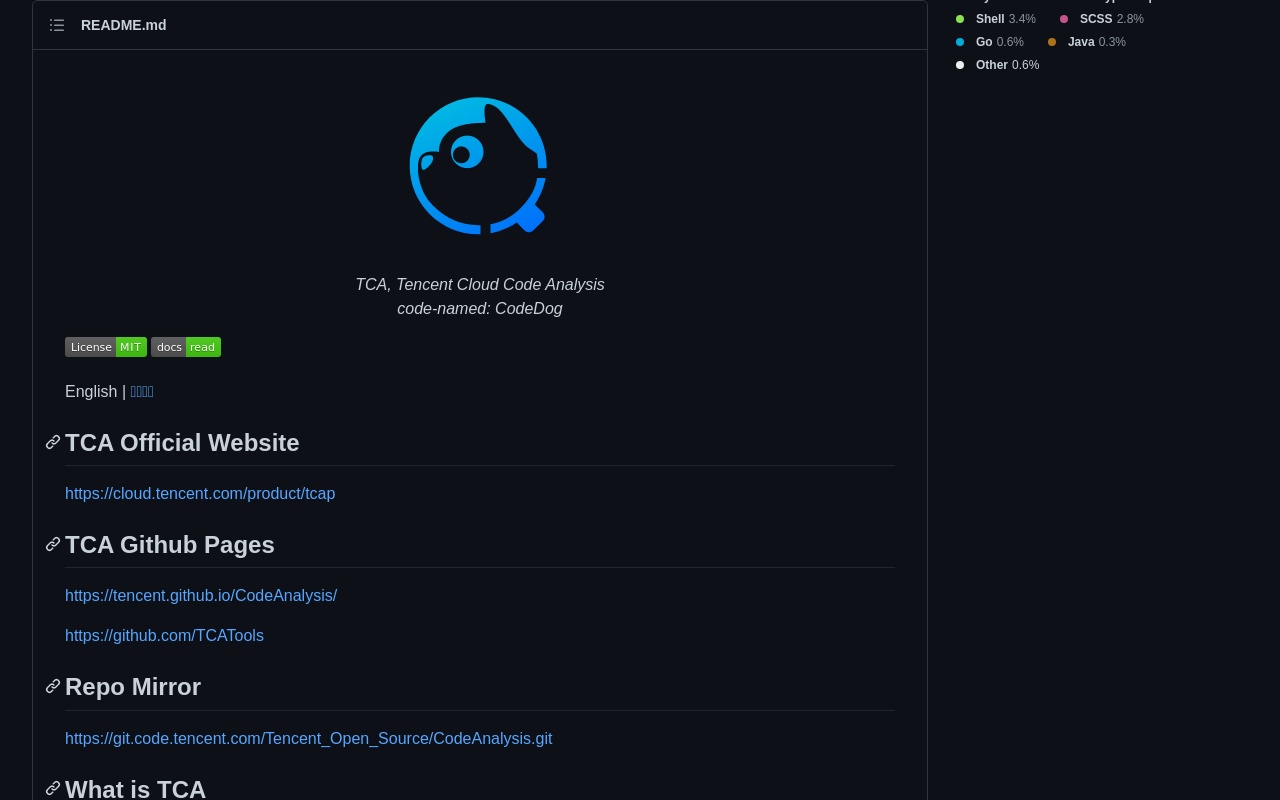 README.md
TCA, Tencent Cloud Code Analysis
code-named: CodeDog
License MIT docs read
English |
TCA Official Website
https://cloud.tencent.com/product/tcap
TCA Github Pages
https://tencent.github.io/CodeAnalysis/
https://github.com/TCATools
Repo Mirror
https://git.code.tencent.com/Tencent_Open_Source/CodeAnalysis.git
What is TCA
Shell 3.4% SCSS 2.8%
Go 0.6% Java 0.3%
Other 0.6%